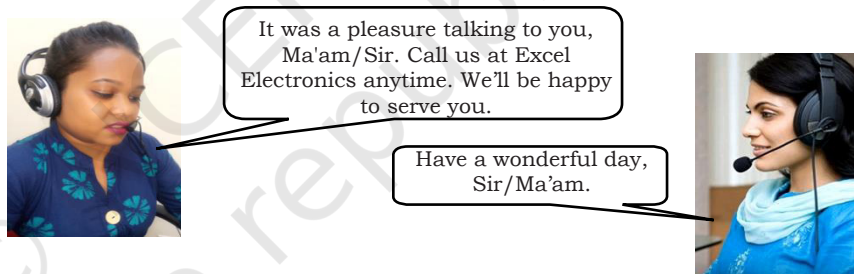 It was a pleasure talking to you,
Ma'am/Sir. Call us at Excel
Electronics anytime. We’ll be happy
to serve you.
Have a wonderful day,
Sir/Ma’am.